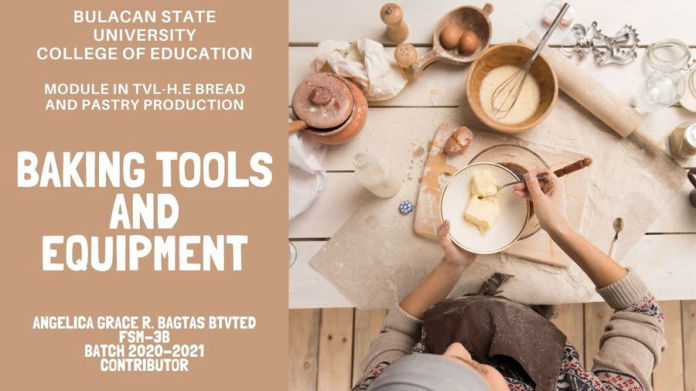 BULACAN STATE
UNIVERSITY
COLLEGE OF EDUCATION
MODULE IN TVL-H.E BREAD
AND PASTRY PRODUCTION
BAKING TOOLS
AND
EQUIPMENT
ANGELICA GRACE R. BAGTAS BTVTED
FSM-3B
BATCH 2020-2021
CONTRIBUTOR